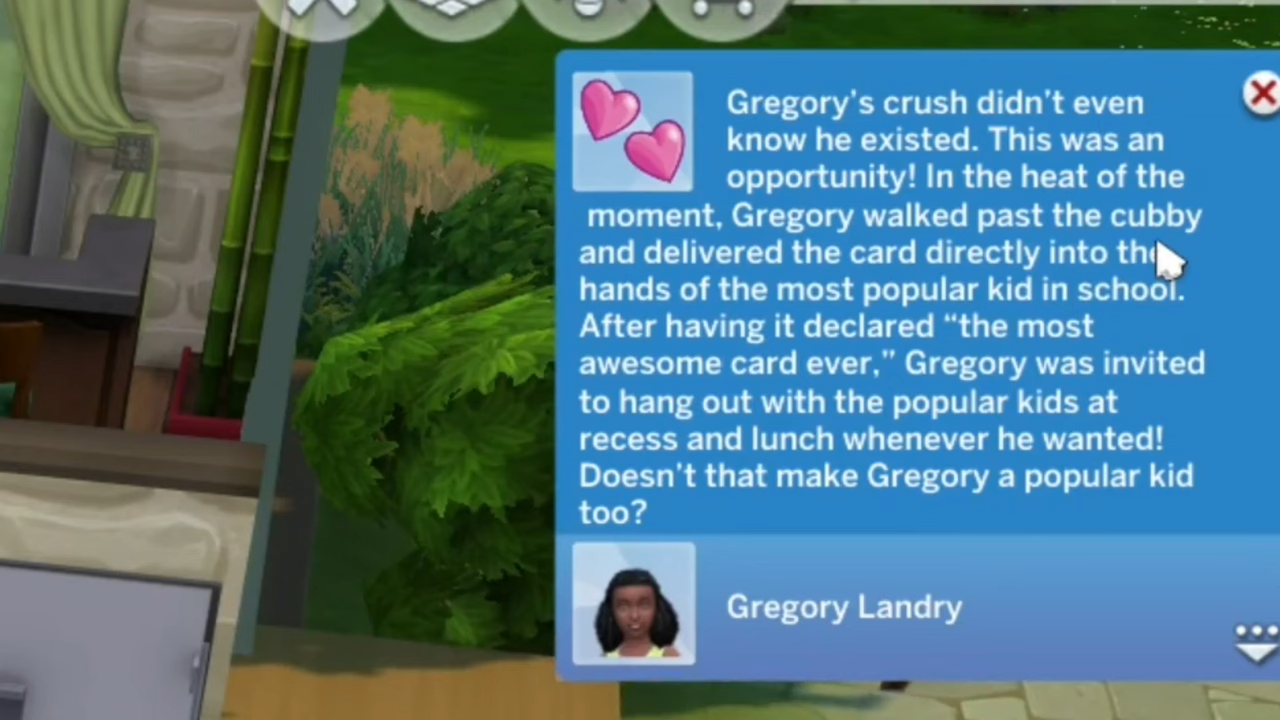 Gregory’s crush didn’t even
know he existed. This was an
opportunity! In the heat of the
moment, Gregory walked past the cubby
and delivered the card directly into the
hands of the most popular kid in school.
After having it declared “the most
awesome card ever,” Gregory was invited
to hang out with the popular kids at
recess and lunch whenever he wanted!
Doesn’t that make Gregory a popular kid
too?
Gregory Landry